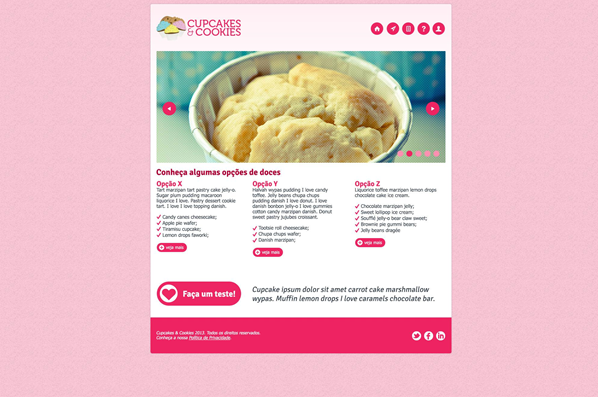 CUPCAKES
& COOKIES
Conheça algumas opções de doces
Opção X
Tart marzipan tart pastry cake jelly-o.
Sugar plum pudding macaroon
liquorice I love. Pastry dessert cookie
tart. I love I love topping danish.
Candy canes cheesecake;
Apple pie wafer;
Tiramisu cupcake;
Lemon drops faworki;
veja mais
Opção Y
Halvah wypas pudding I love candy
toffee. Jelly beans chupa chups
pudding danish I love donut. I love
danish bonbon jelly-o I love gummies
cotton candy marzipan danish. Donut
sweet pastry jujubes croissant.
Tootsie roll cheesecake;
Chupa chups wafer;
Danish marzipan;
veja mais
Opção Z
Liquorice toffee marzipan lemon drops
chocolate cake ice cream.
Chocolate marzipan jelly;
Sweet lollipop ice cream;
Soufflé jelly-o bear claw sweet;
Brownie pie gummi bears;
Jelly beans dragée
veja mais
Faça um teste!
Cupcake ipsum dolor sit amet carrot cake marshmallow
wypas. Muffin lemon drops I love caramels chocolate bar.
Cupcakes & Cookies 2012. Todos os direitos reservados.
Conheça a nossa Política de Privacidade.